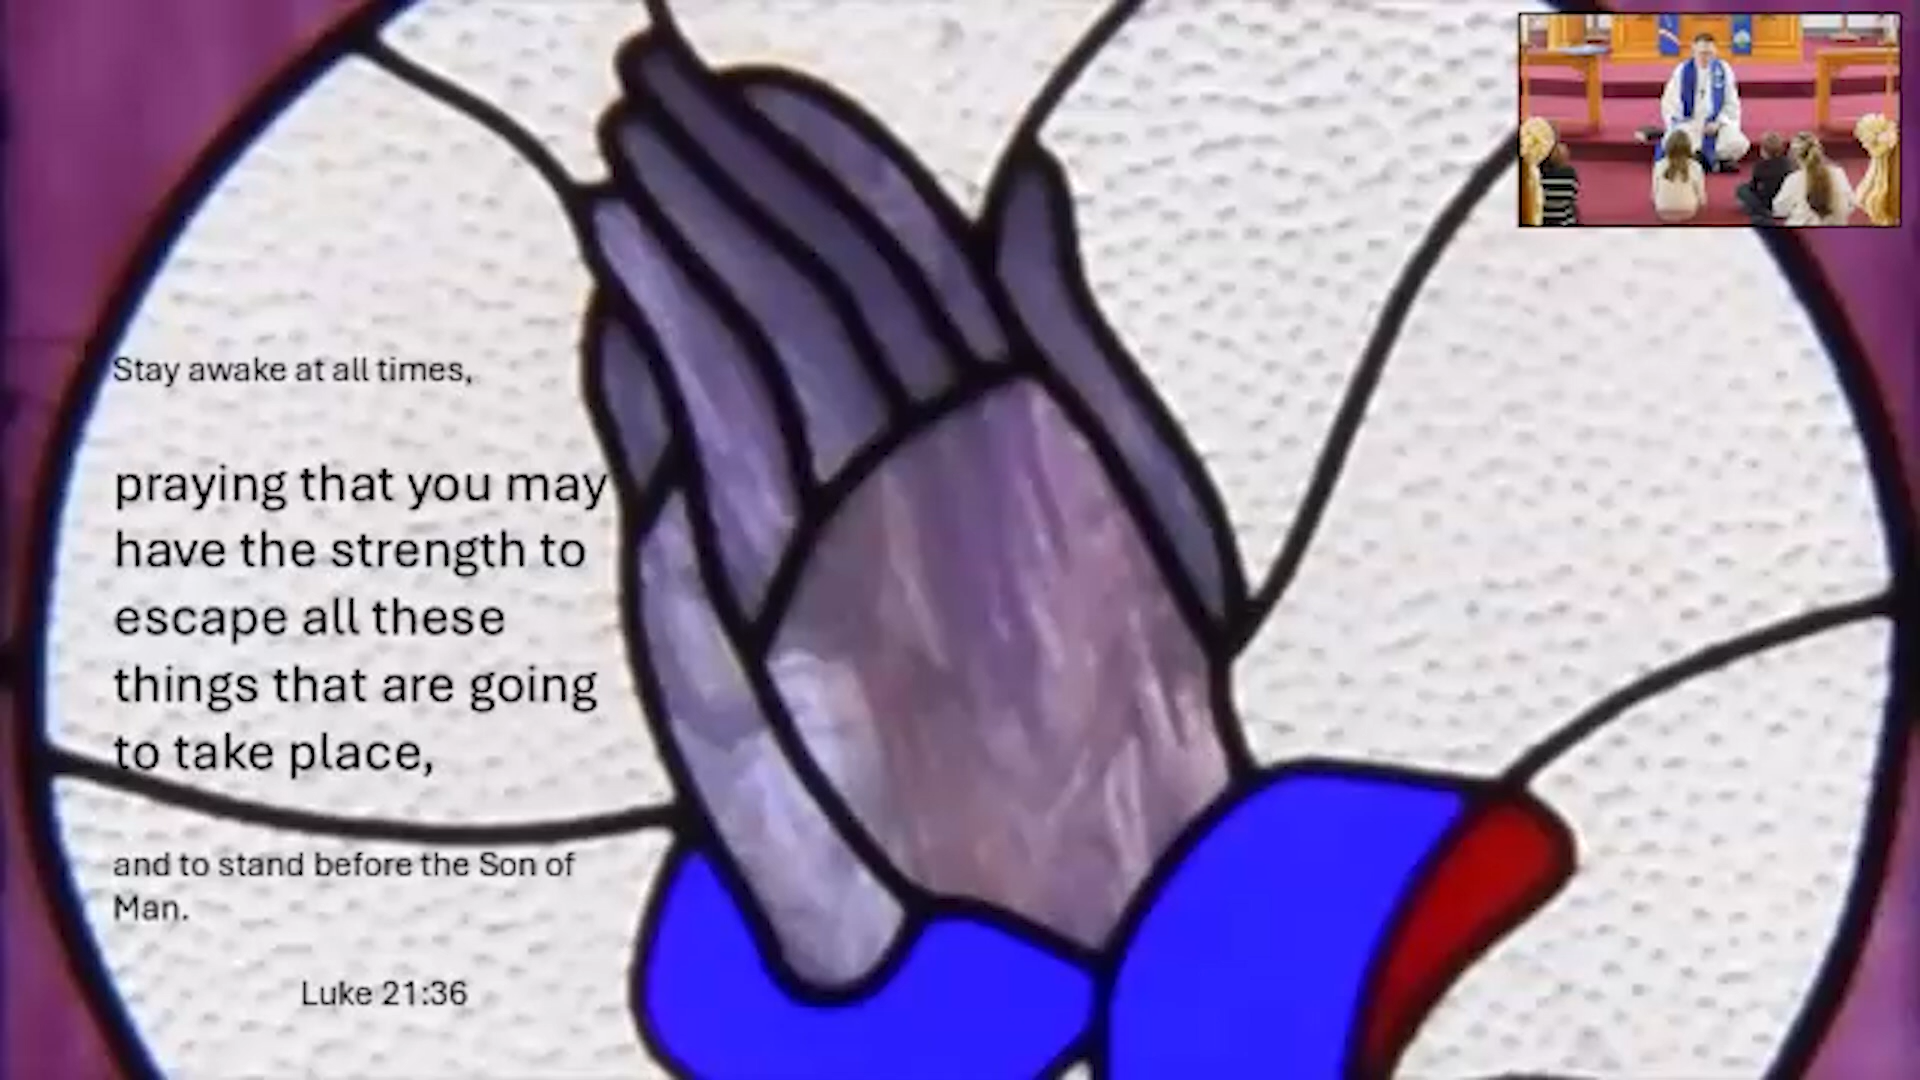 Stay awake at all times,
praying that you may
have the strength to
escape all these
things that are going
to take place,
and to stand before the Son of
Man.
Luke 21:36